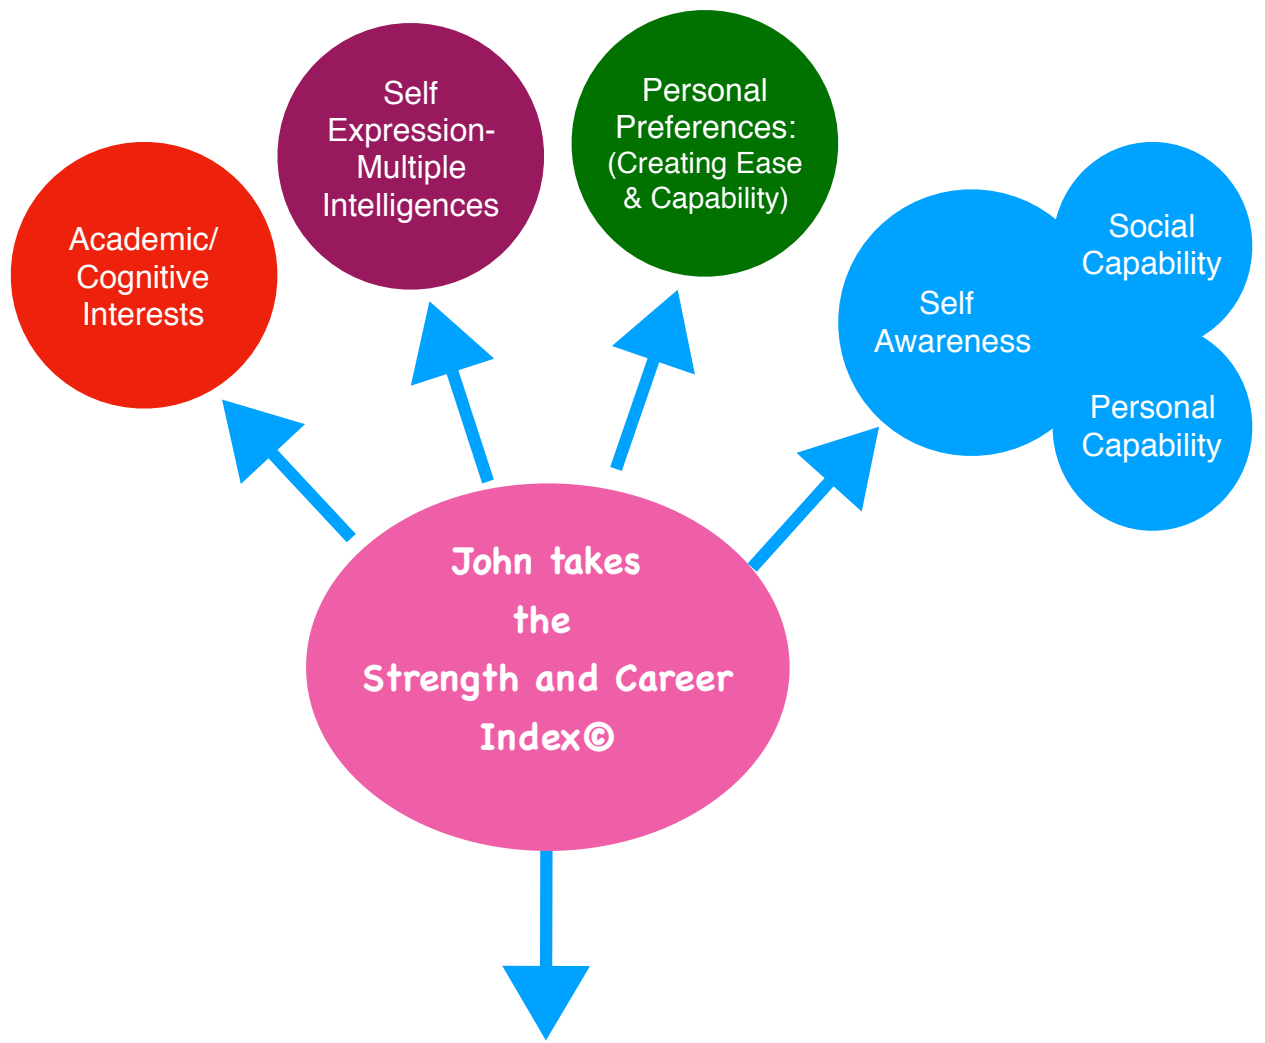 Self
Expression-
Multiple
Intelligences
Personal
Preferences:
(Creating Ease
& Capability)
Academic/
Cognitive
Interests
Self
Awareness
Social
Capability
Personal
Capability
John takes
the
Strength and Career
Index©